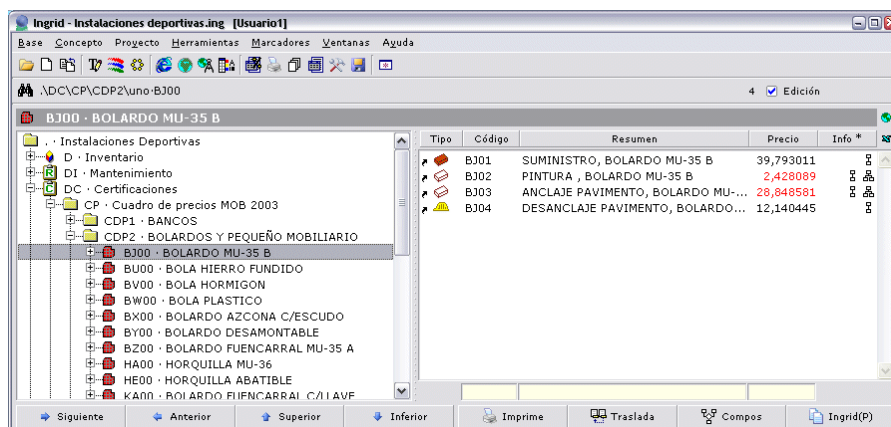 Ingrid - Instalaciones deportivas.ing [Usuario1]
Base Concepto Proyecto Herramientas Marcadores Ventanas Ayuda
.\DC\CP\CDP2\uno·BJ00 4 Edición
BJ00 · BOLARDO MU-35 B
. · Instalaciones Deportivas
D · Inventario
DI · Mantenimiento
DC · Certificaciones
CP · Cuadro de precios MOB 2003
CDP1 · BANCOS
CDP2 · BOLARDOS Y PEQUEÑO MOBILIARIO
BJ00 · BOLARDO MU-35 B
BU00 · BOLA HIERRO FUNDIDO
BV00 · BOLA HORMIGON
BW00 · BOLA PLASTICO
BX00 · BOLARDO AZCONA C/ESCUDO
BY00 · BOLARDO DESAMONTABLE
BZ00 · BOLARDO FUENCARRAL MU-35 A
HA00 · HORQUILLA MU-36
HE00 · HORQUILLA ABATIBLE
KA00 · BOLARDO FUENCARRAL C/LLAVE
Tipo Código Resumen Precio Info *
BJ01 SUMINISTRO, BOLARDO MU-35 B 39,793011
BJ02 PINTURA , BOLARDO MU-35 B 2,428089
BJ03 ANCLAJE PAVIMENTO, BOLARDO MU-... 28,848581
BJ04 DESANCLAJE PAVIMENTO, BOLARDO... 12,140445
Siguiente Anterior Superior Inferior Imprime Traslada Compos Ingrid(P)